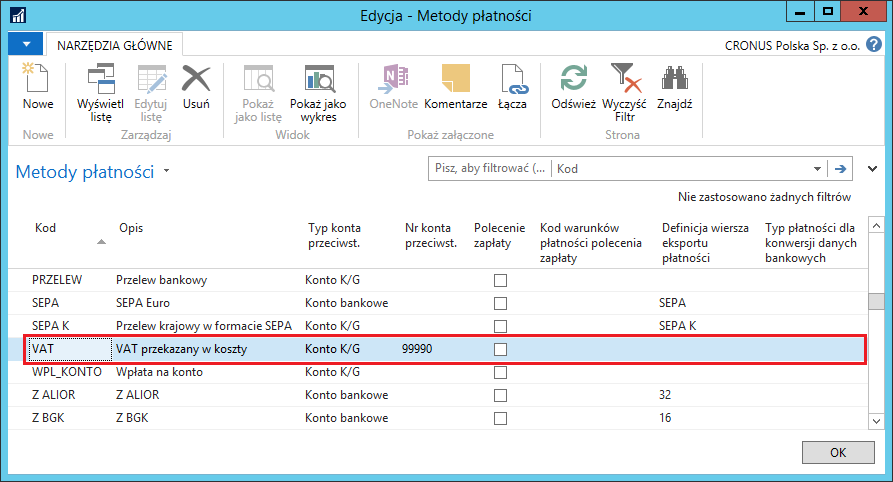 Edycja - Metody płatności
NARZĘDZIA GŁÓWNE
CRONUS Polska Sp. z o.o.
Nowe
Wyświetl listę
Edytuj listę
Usuń
Pokaż jako listę
Pokaż jako wykres
OneNote
Komentarze
Łącza
Odśwież
Wyczyść Filtr
Znajdź
Nowe
Zarządzaj
Widok
Pokaż załączone
Strona
Metody płatności
Pisz, aby filtrować (...
Kod
Nie zastosowano żadnych filtrów
Kod
Opis
Typ konta przeciwst.
Nr konta przeciwst.
Polecenie zapłaty
Kod warunków płatności polecenia zapłaty
Definicja wiersza eksportu płatności
Typ płatności dla konwersji danych bankowych
PRZELEW Przelew bankowy Konto K/G
SEPA SEPA Euro Konto bankowe SEPA
SEPA K Przelew krajowy w formacie SEPA Konto K/G SEPA K
VAT VAT przekazany w koszty Konto K/G 99990
WPL_KONTO Wpłata na konto Konto K/G
Z ALIOR Z ALIOR Konto bankowe 32
Z BGK Z BGK Konto bankowe 16
OK